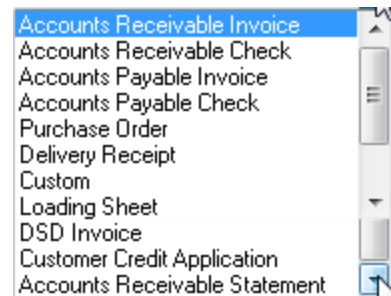 Accounts Receivable Invoice
Accounts Receivable Check
Accounts Payable Invoice
Accounts Payable Check
Purchase Order
Delivery Receipt
Custom
Loading Sheet
DSD Invoice
Customer Credit Application
Accounts Receivable Statement